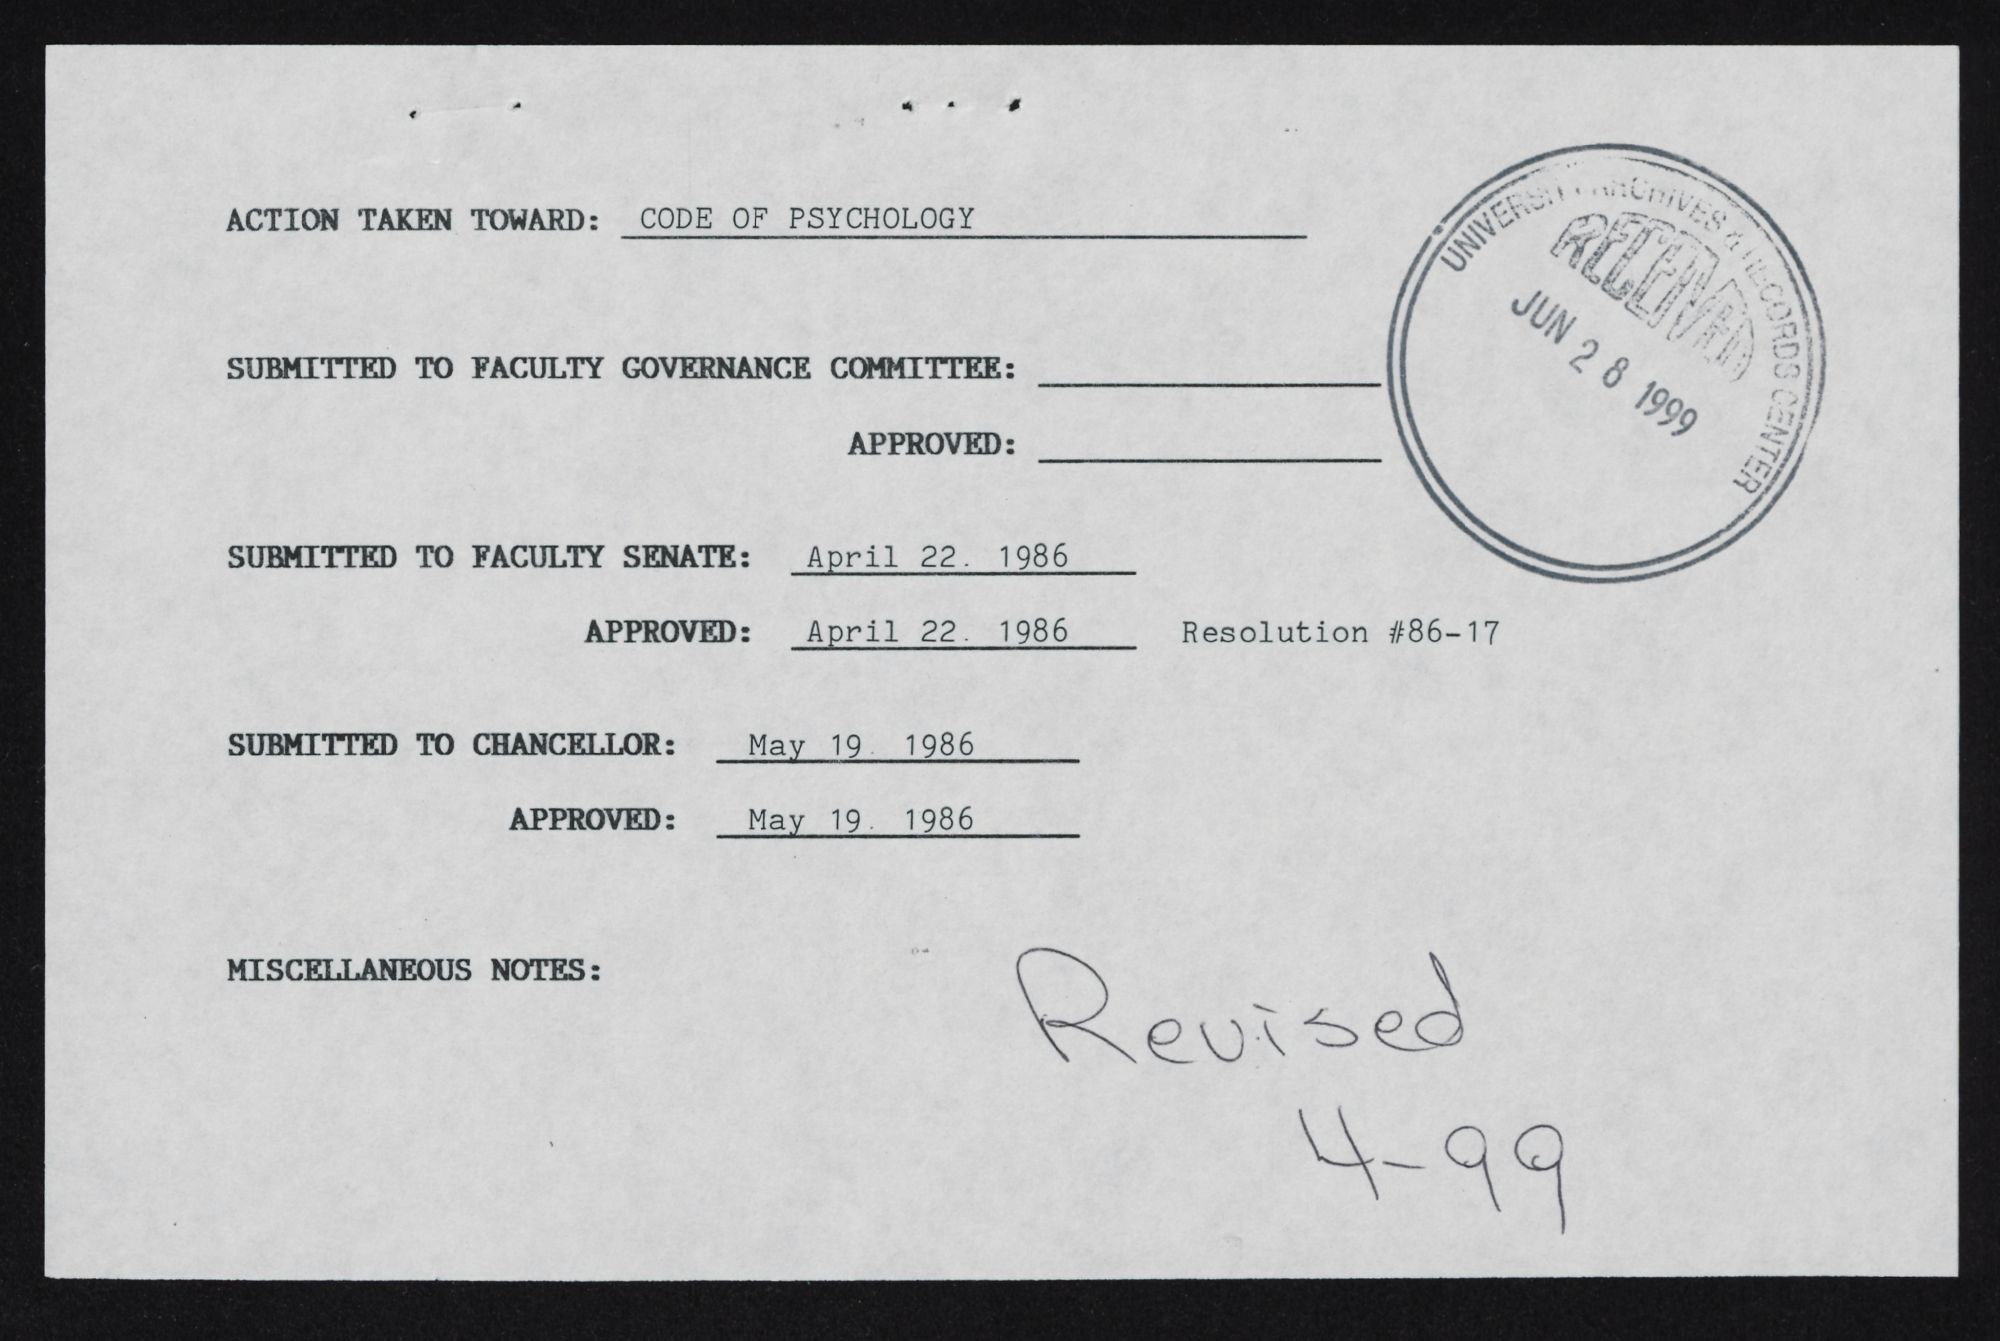 ACTION TAKEN TOWARD: CODE OF PSYCHOLOGY
UNIVERSITY ARCHIVES & RECORDS CENTER
RECEIVED
JUN 28 1999
SUBMITTED TO FACULTY GOVERNANCE COMMITTEE:
APPROVED:
SUBMITTED TO FACULTY SENATE: April 22. 1986
APPROVED: April 22. 1986 Resolution #86-17
SUBMITTED TO CHANCELLOR: May 19. 1986
APPROVED: May 19. 1986
MISCELLANEOUS NOTES:
Revised
4-99